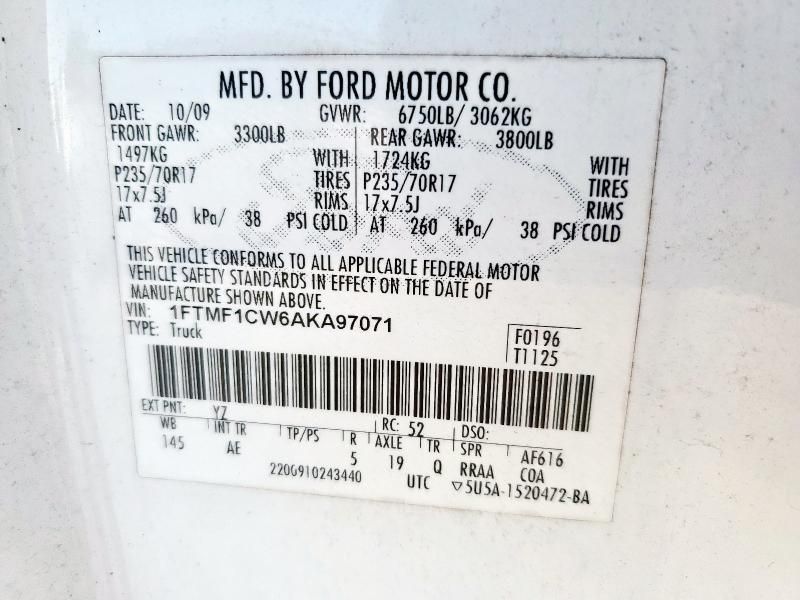 MFD. BY FORD MOTOR CO.
DATE: 10/09 GVWR: 6750LB/ 3062KG
FRONT GAWR: 3300LB REAR GAWR: 3800LB
1497KG WITH 1724KG WITH
P235/70R17 TIRES P235/70R17 TIRES
17x7.5J RIMS 17x7.5J RIMS
AT 260 kPa/ 38 PSI COLD AT 260 kPa/ 38 PSI COLD
THIS VEHICLE CONFORMS TO ALL APPLICABLE FEDERAL MOTOR
VEHICLE SAFETY STANDARDS IN EFFECT ON THE DATE OF
MANUFACTURE SHOWN ABOVE.
VIN: 1FTMF1CW6AKA97071
TYPE: Truck
F0196
T1125
EXT PNT: YZ RC: 52 DSO:
WB INT TR TP/PS R AXLE TR SPR AF616
145 AE 5 19 Q RRAA COA
2200910243440 UTC ▽5U5A-1520472-BA